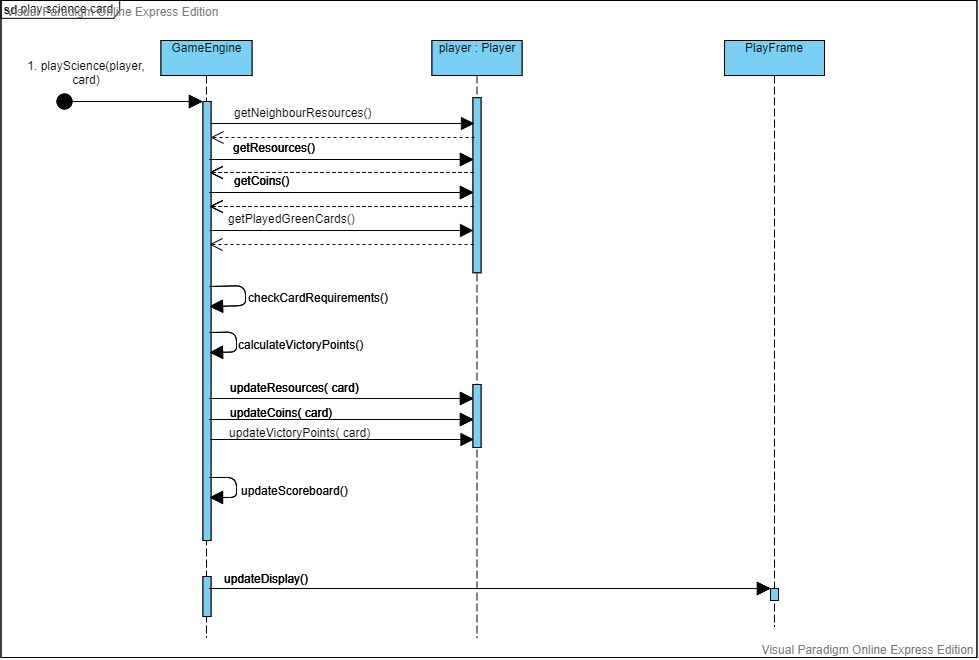 sd play science card
Visual Paradigm Online Express Edition
GameEngine
player : Player
PlayFrame
1. playScience(player,
card)
getNeighbourResources()
getResources()
getCoins()
getPlayedGreenCards()
checkCardRequirements()
calculateVictoryPoints()
updateResources( card)
updateCoins( card)
updateVictoryPoints( card)
updateScoreboard()
updateDisplay()
Visual Paradigm Online Express Edition